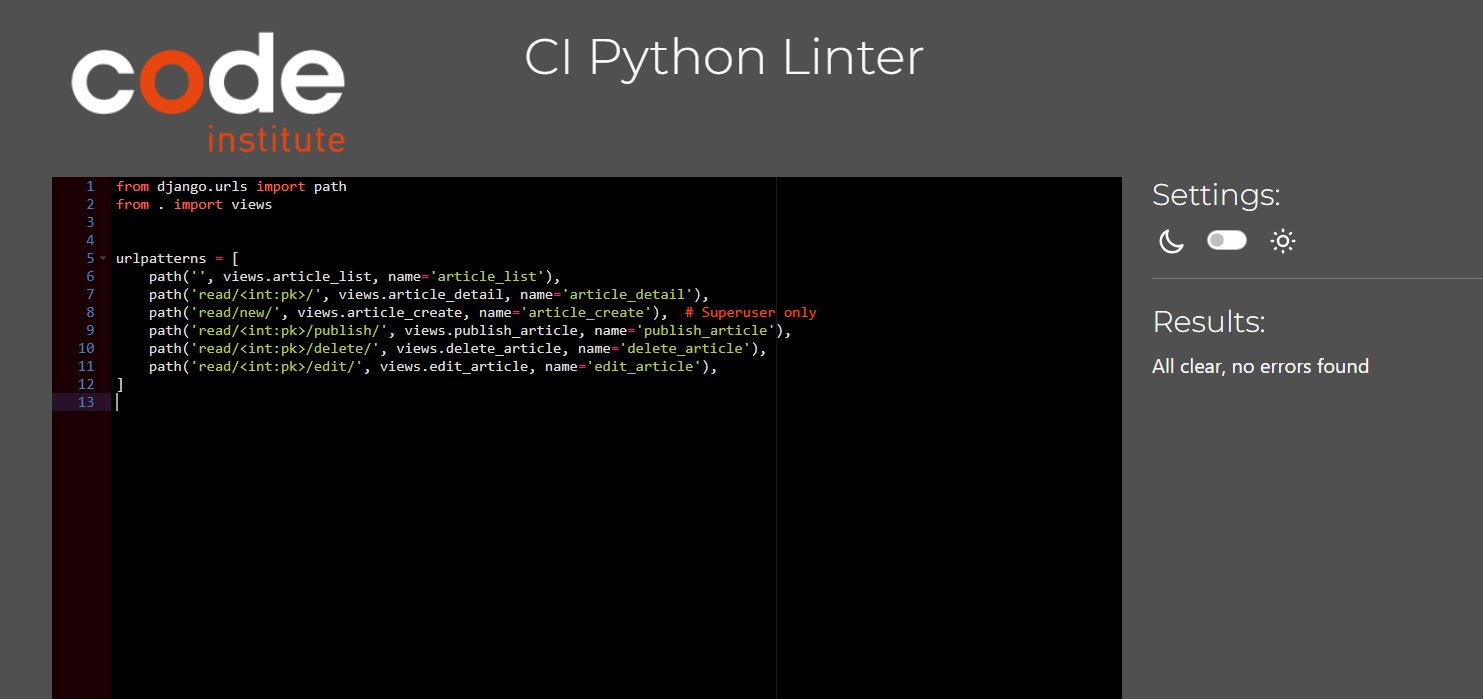 code
institute
CI Python Linter
1 from django.urls import path
2 from . import views
3
4
5 urlpatterns = [
6     path('', views.article_list, name='article_list'),
7     path('read/<int:pk>/', views.article_detail, name='article_detail'),
8     path('read/new/', views.article_create, name='article_create'),  # Superuser only
9     path('read/<int:pk>/publish/', views.publish_article, name='publish_article'),
10     path('read/<int:pk>/delete/', views.delete_article, name='delete_article'),
11     path('read/<int:pk>/edit/', views.edit_article, name='edit_article'),
12 ]
13
Settings:
Results:
All clear, no errors found